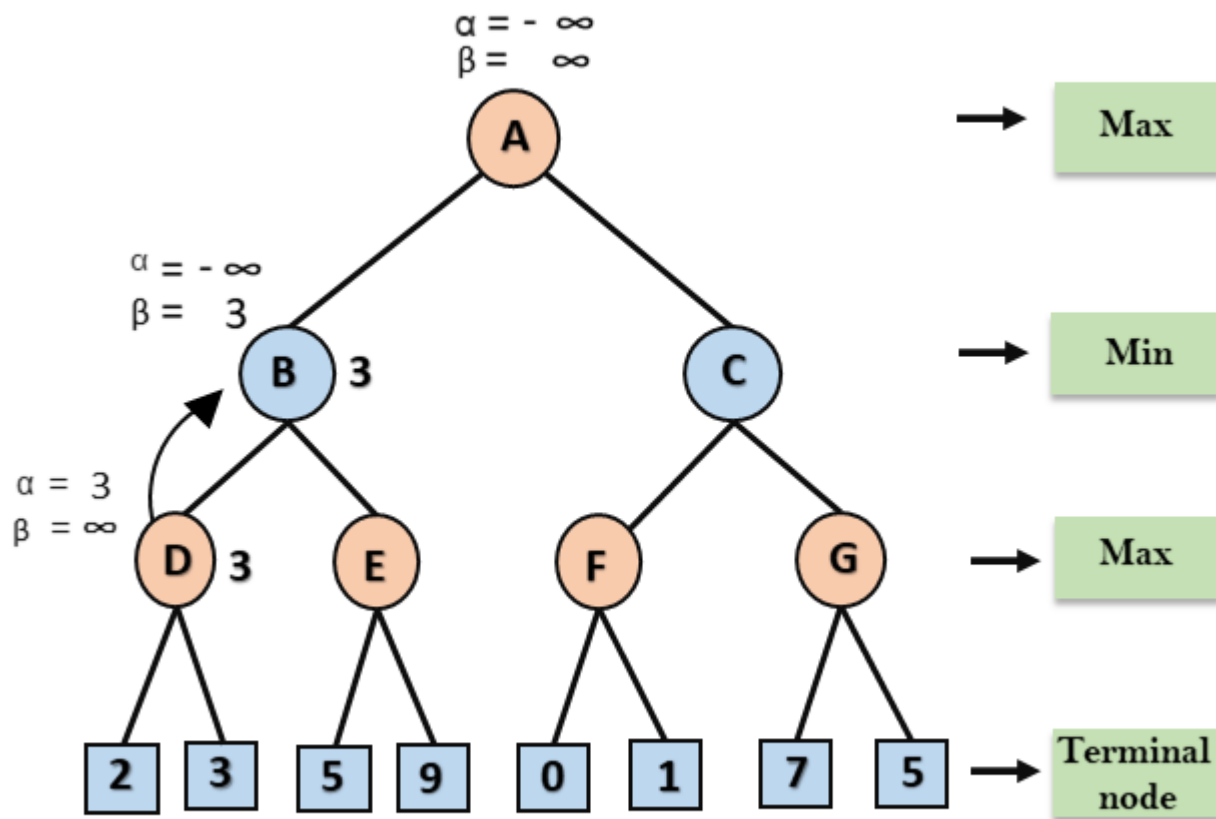 α = - ∞
β = ∞
A
Max
α = - ∞
β = 3
B 3
C
Min
α = 3
β = ∞
D 3
E
F
G
Max
2 3 5 9 0 1 7 5
Terminal
node